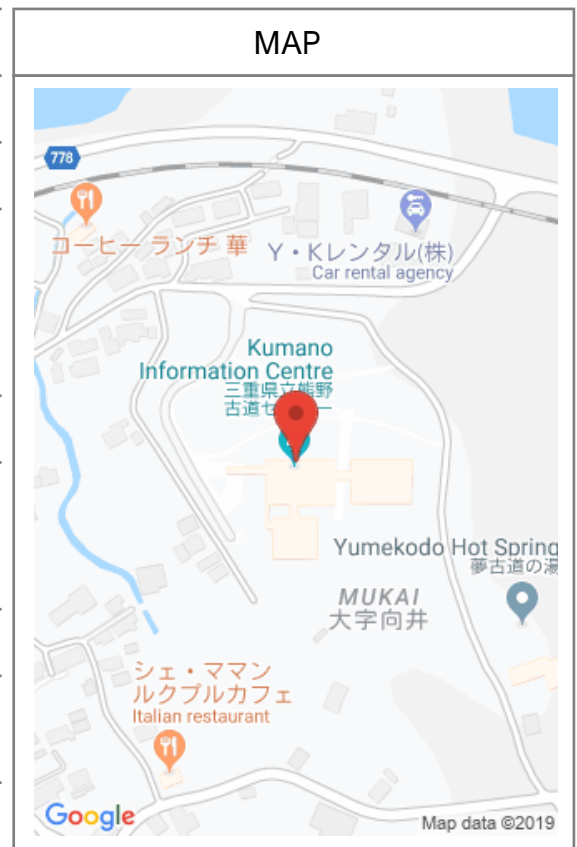 MAP
778
コーヒー ランチ 華
Y・Kレンタル(株)
Car rental agency
Kumano
Information Centre
三重県立熊野
古道セ ー
Yumekodo Hot Spring
夢古道の湯
MUKAI
大字向井
シェ・ママン
ルクプルカフェ
Italian restaurant
Google
Map data ©2019